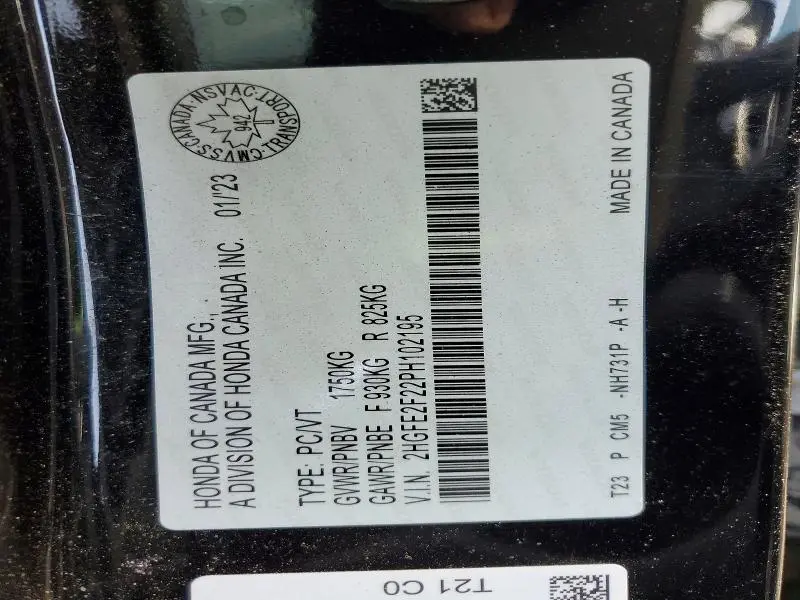 HONDA OF CANADA MFG.,
A DIVISION OF HONDA CANADA INC. 01/'23
CANADA·NSVAC·TRANSPORT·CMVSS
942
TYPE: PC/VT
GVWR/PNBV 1750KG
GAWR/PNBE F 930KG R 825KG
V.I.N. 2HGFE2F22PH102195
T23 P CM5 -NH731P -A -H MADE IN CANADA
T21 C0